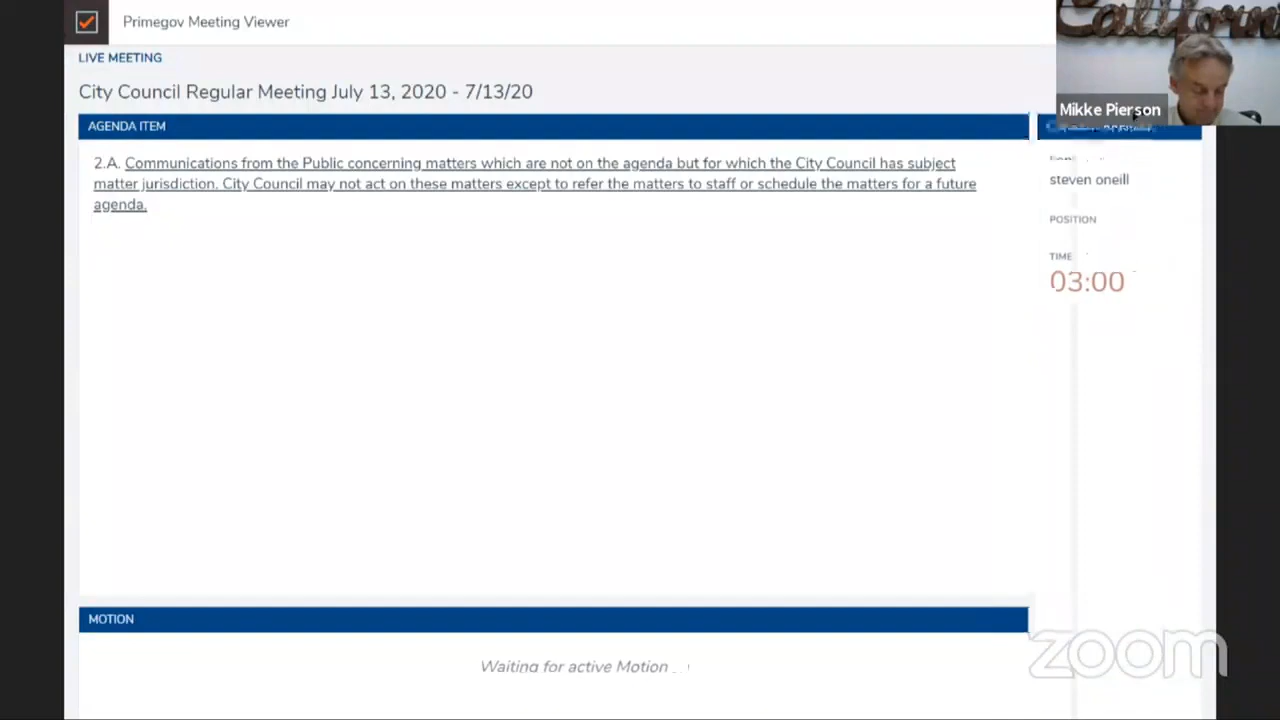 Primegov Meeting Viewer
Californ
LIVE MEETING
City Council Regular Meeting July 13, 2020 - 7/13/20
Mikke Pierson
AGENDA ITEM
2.A. Communications from the Public concerning matters which are not on the agenda but for which the City Council has subject
matter jurisdiction. City Council may not act on these matters except to refer the matters to staff or schedule the matters for a future
agenda.
steven oneill
POSITION
TIME
03:00
MOTION
Waiting for active Motion
zoom